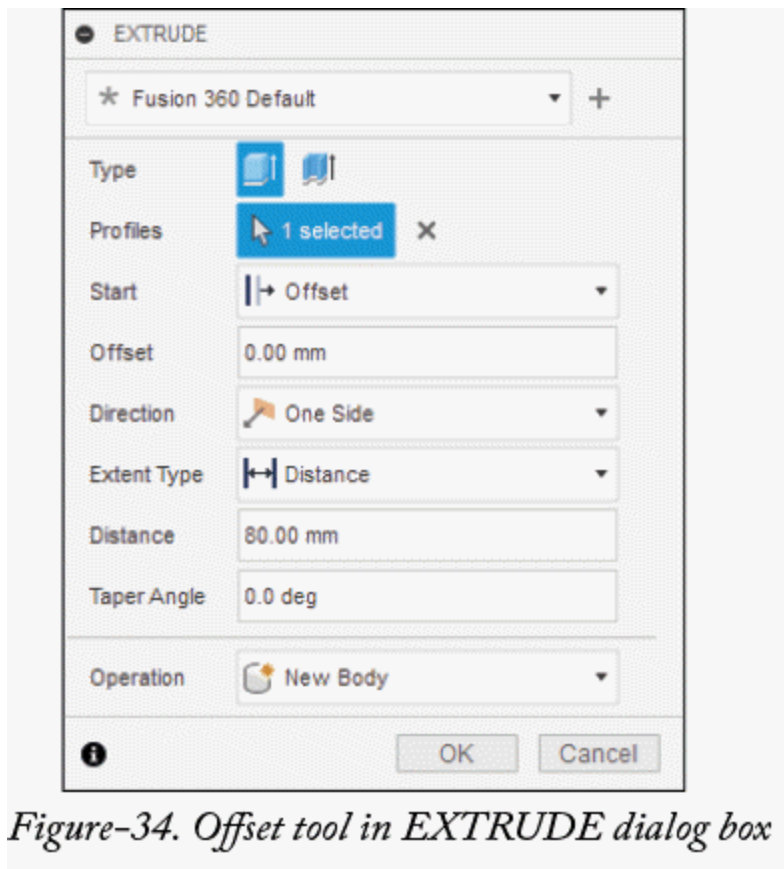 EXTRUDE
Fusion 360 Default
Type
Profiles 1 selected
Start Offset
Offset 0.00 mm
Direction One Side
Extent Type Distance
Distance 80.00 mm
Taper Angle 0.0 deg
Operation New Body
OK Cancel
Figure-34. Offset tool in EXTRUDE dialog box